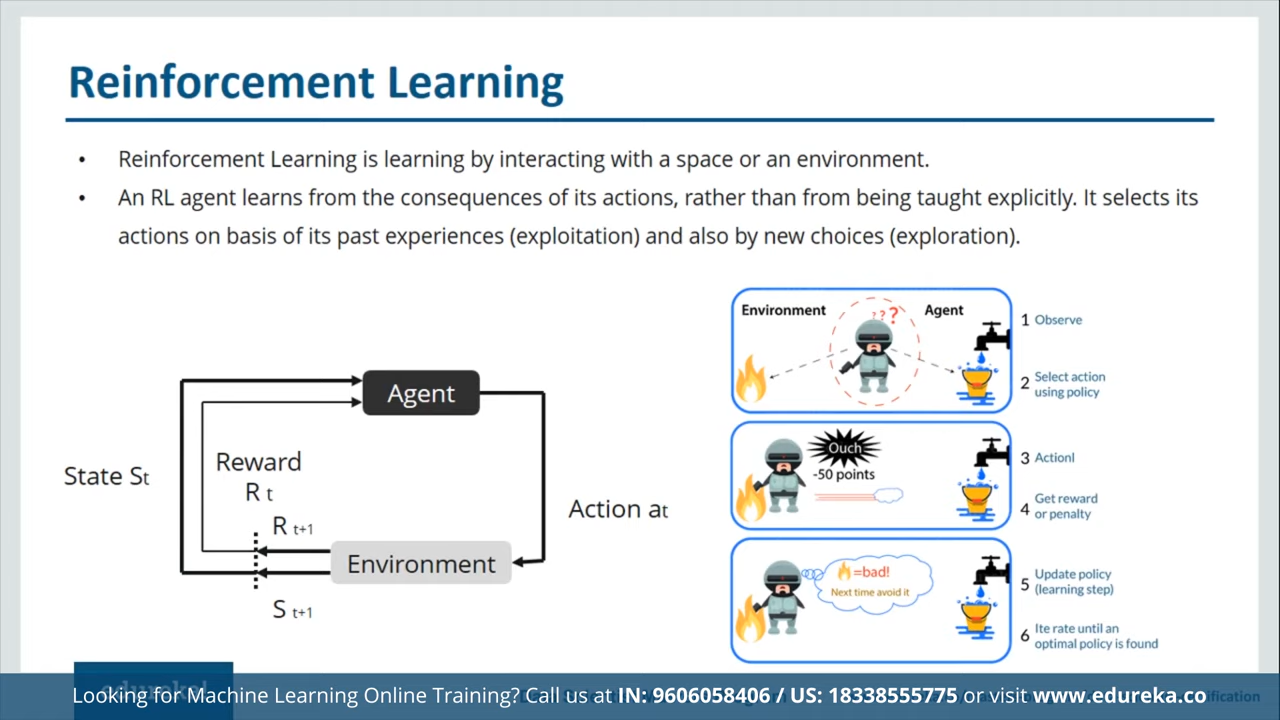 Reinforcement Learning
• Reinforcement Learning is learning by interacting with a space or an environment.
• An RL agent learns from the consequences of its actions, rather than from being taught explicitly. It selects its
actions on basis of its past experiences (exploitation) and also by new choices (exploration).
Agent
State St
Reward
R t
R t+1
Environment
S t+1
Action at
Environment
Agent
???
1 Observe
2 Select action
using policy
Ouch
-50 points
3 Actionl
4 Get reward
or penalty
=bad!
Next time avoid it
5 Update policy
(learning step)
6 Ite rate until an
optimal policy is found
Looking for Machine Learning Online Training? Call us at IN: 9606058406 / US: 18338555775 or visit www.edureka.co